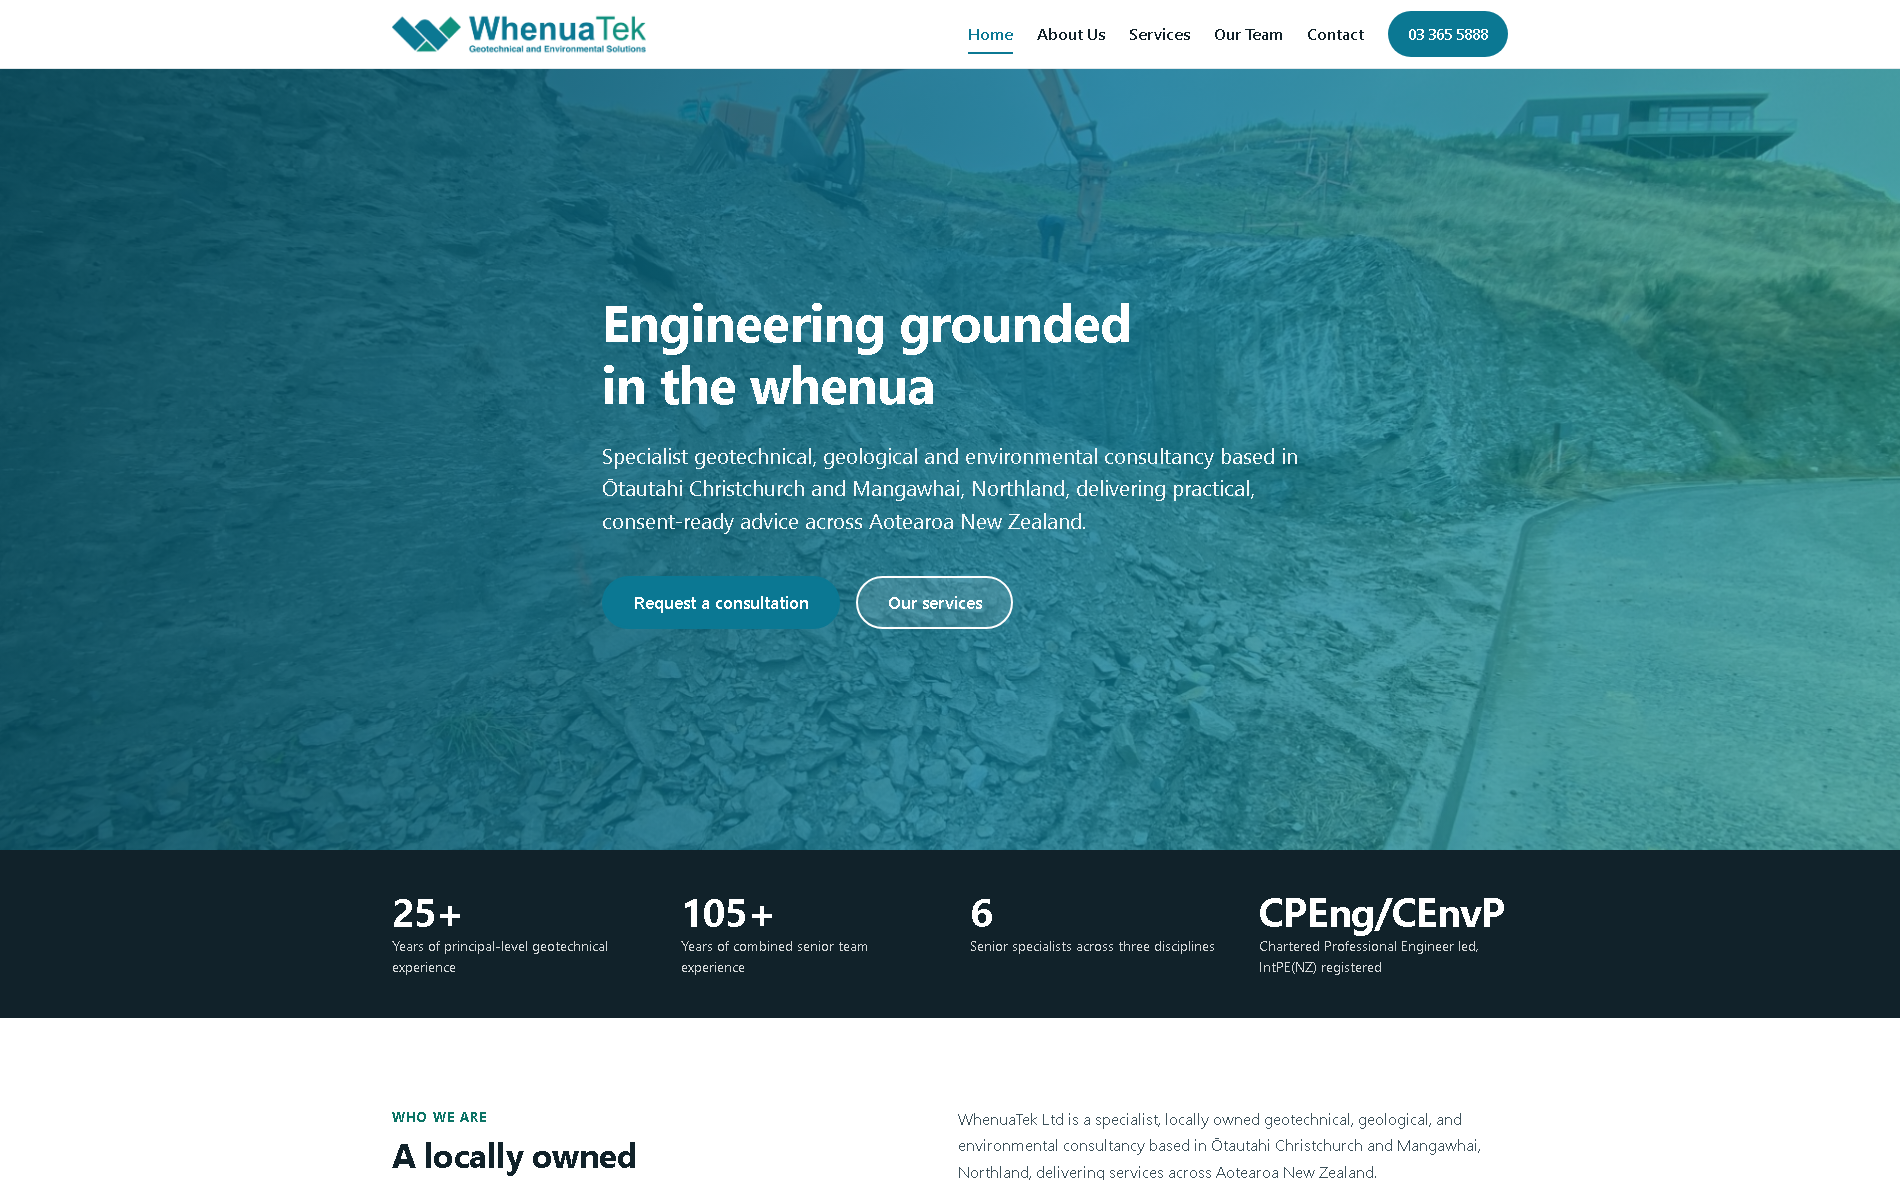 WhenuaTek
Geotechnical and Environmental Solutions
Home About Us Services Our Team Contact 03 365 5888
Engineering grounded
in the whenua
Specialist geotechnical, geological and environmental consultancy based in
Ōtautahi Christchurch and Mangawhai, Northland, delivering practical,
consent-ready advice across Aotearoa New Zealand.
Request a consultation Our services
25+
Years of principal-level geotechnical
experience
105+
Years of combined senior team
experience
6
Senior specialists across three disciplines
CPEng/CEnvP
Chartered Professional Engineer led,
IntPE(NZ) registered
WHO WE ARE
A locally owned
WhenuaTek Ltd is a specialist, locally owned geotechnical, geological, and
environmental consultancy based in Ōtautahi Christchurch and Mangawhai,
Northland, delivering services across Aotearoa New Zealand.